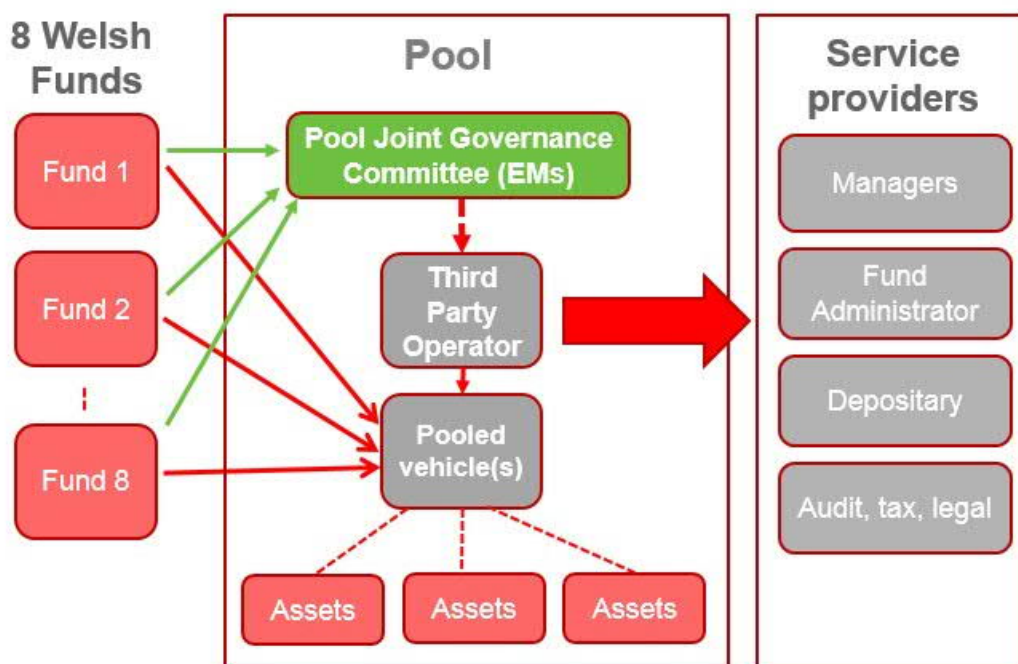 8 Welsh
Funds
Fund 1
Fund 2
Fund 8
Pool
Pool Joint Governance
Committee (EMs)
Third
Party
Operator
Pooled
vehicle(s)
Assets
Assets
Assets
Service
providers
Managers
Fund
Administrator
Depositary
Audit, tax, legal